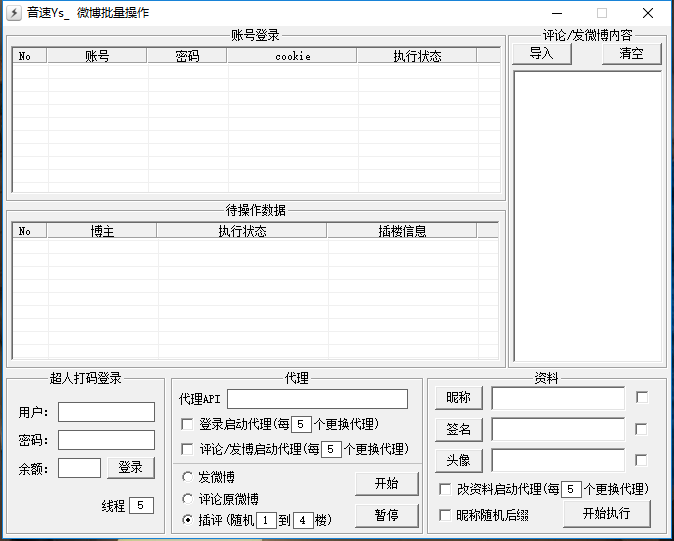 音速Ys_ 微博批量操作
账号登录
No 账号 密码 cookie 执行状态
待操作数据
No 博主 执行状态 插楼信息
评论/发微博内容
导入 清空
超人打码登录
用户:
密码:
余额: 登录
线程 5
代理
代理API
登录启动代理(每 5 个更换代理)
评论/发博启动代理(每 5 个更换代理)
发微博
评论原微博
插评(随机 1 到 4 楼)
开始
暂停
资料
昵称
签名
头像
改资料启动代理(每 5 个更换代理)
昵称随机后缀 开始执行